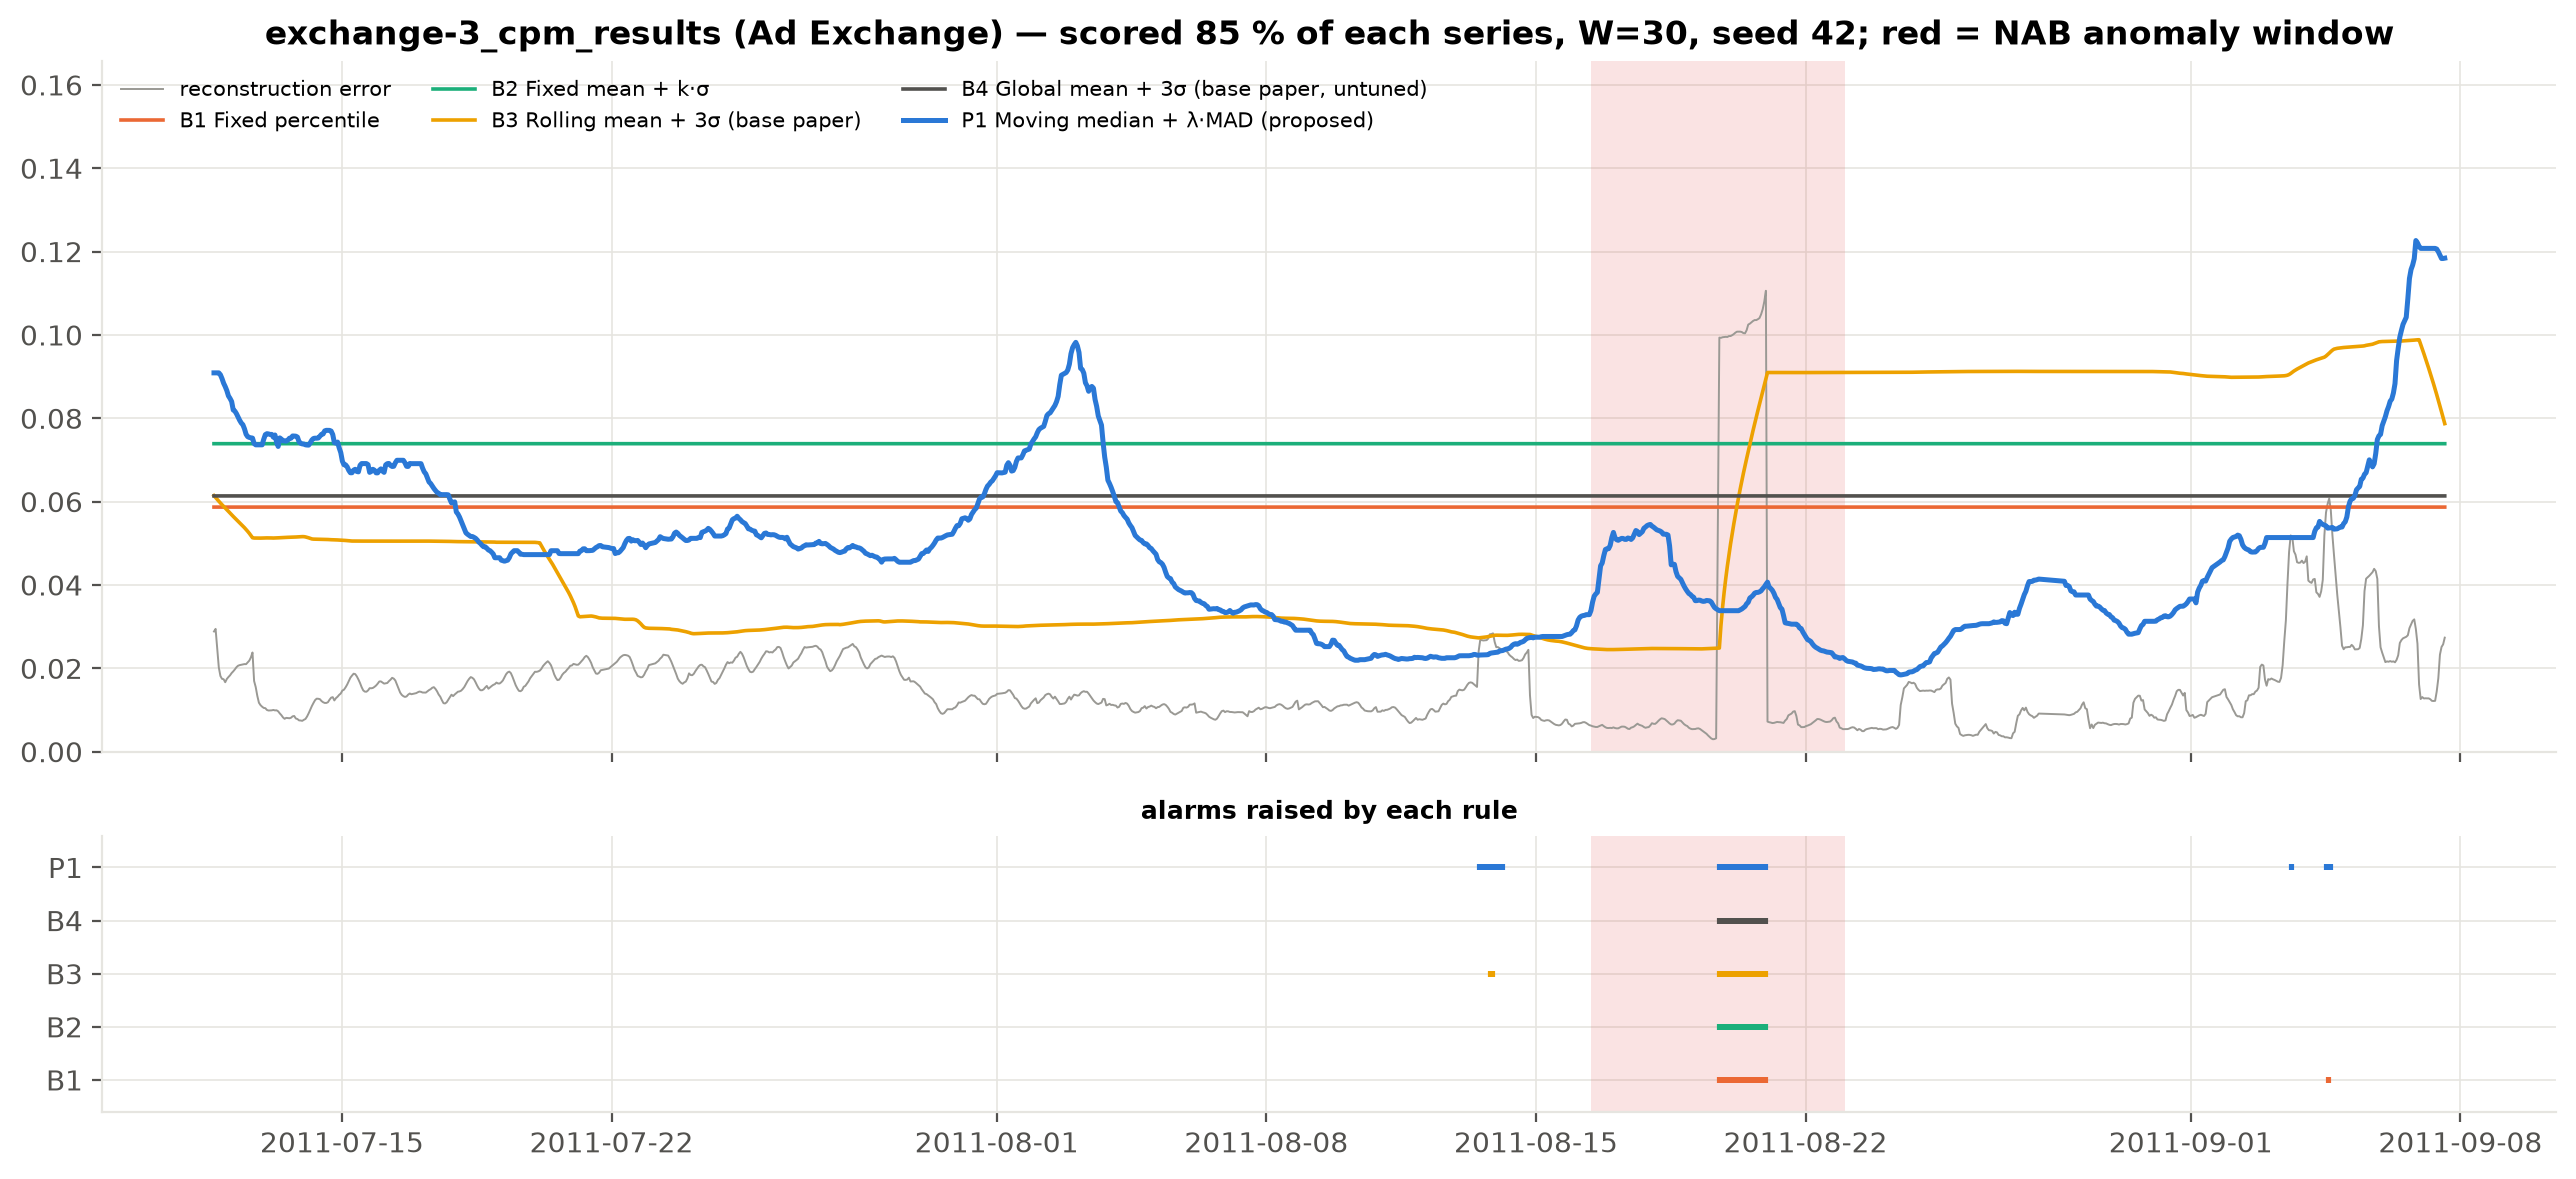 exchange-3_cpm_results (Ad Exchange) — scored 85 % of each series, W=30, seed 42; red = NAB anomaly window
reconstruction error
B1 Fixed percentile
B2 Fixed mean + k·σ
B3 Rolling mean + 3σ (base paper)
B4 Global mean + 3σ (base paper, untuned)
P1 Moving median + λ·MAD (proposed)
0.16
0.14
0.12
0.10
0.08
0.06
0.04
0.02
0.00
alarms raised by each rule
P1
B4
B3
B2
B1
2011-07-15
2011-07-22
2011-08-01
2011-08-08
2011-08-15
2011-08-22
2011-09-01
2011-09-08